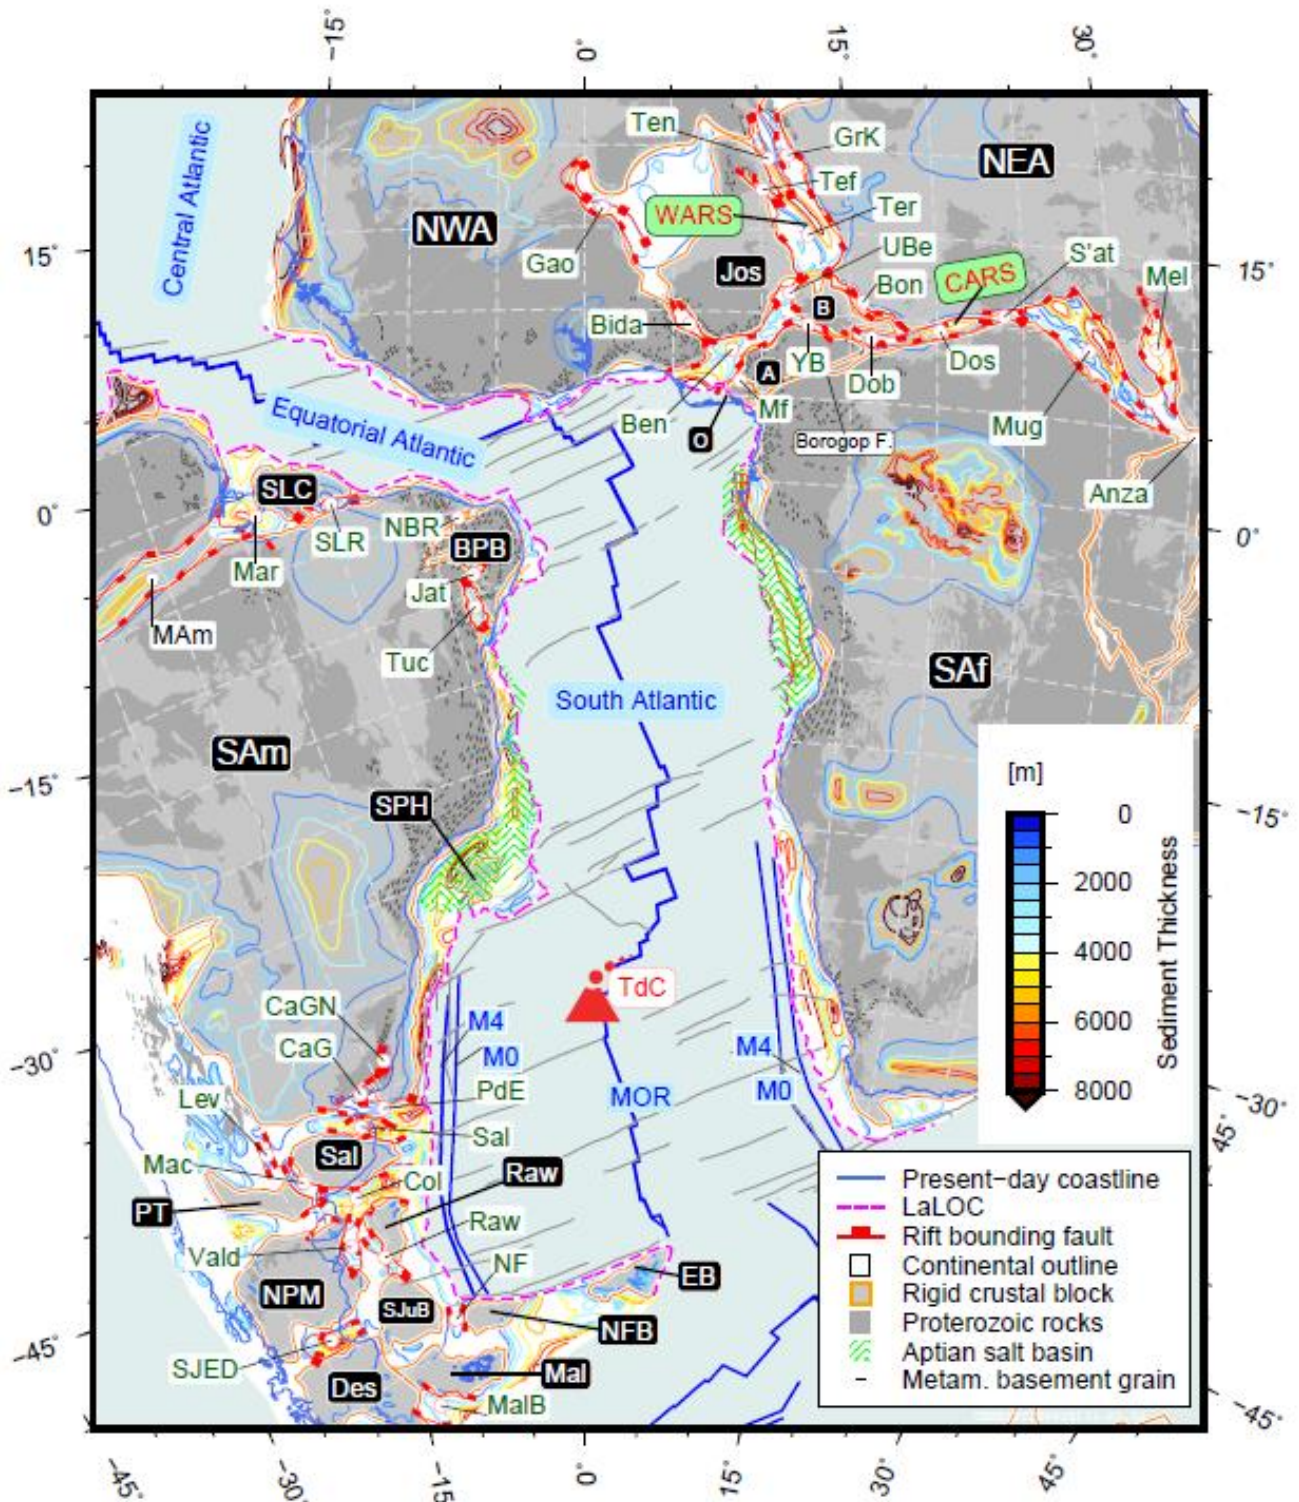 -15°
0°
15°
30°
Central Atlantic
Ten
GrK
NEA
Tef
NWA
WARS
Ter
15°
Gao
Jos
UBe
S'at
CARS
Mel
15°
Bon
B
Bida
A
YB
Dob
Dos
Equatorial Atlantic
Ben
Mf
O
Borogop F.
Mug
SLC
Anza
0°
SLR
NBR
BPB
0°
Mar
Jat
MAm
Tuc
SAf
South Atlantic
SAm
-15°
SPH
-15°
[m]
0
2000
4000
6000
8000
Sediment Thickness
TdC
CaGN
M4
M0
M4
M0
-30°
CaG
MOR
PdE
Lev
-30°
Sal
Sal
45°
Mac
Col
Raw
PT
Raw
Vald
NF
EB
NPM
SJuB
NFB
-45°
SJED
Des
Mal
MalB
Present-day coastline
LaLOC
Rift bounding fault
Continental outline
Rigid crustal block
Proterozoic rocks
Aptian salt basin
Metam. basement grain
-45°
-45°
-30°
-15°
0°
15°
30°
45°